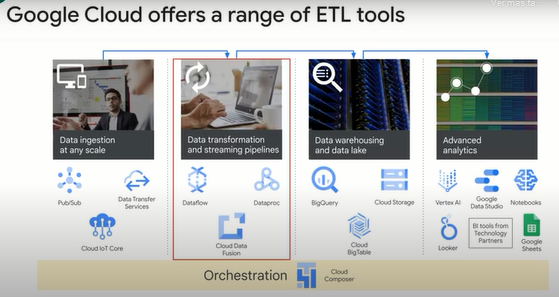 Vermas.ta
Google Cloud offers a range of ETL tools
Data ingestion
at any scale
Data transformation
and streaming pipelines
Data warehousing
and data lake
Advanced
analytics
Pub/Sub
Data Transfer
Services
Cloud IoT Core
Dataflow
Dataproc
Cloud Data
Fusion
BigQuery
Cloud Storage
Cloud
BigTable
Vertex AI
Google
Data Studio
Notebooks
Looker
BI tools from
Technology
Partners
Google
Sheets
Orchestration
Cloud
Composer